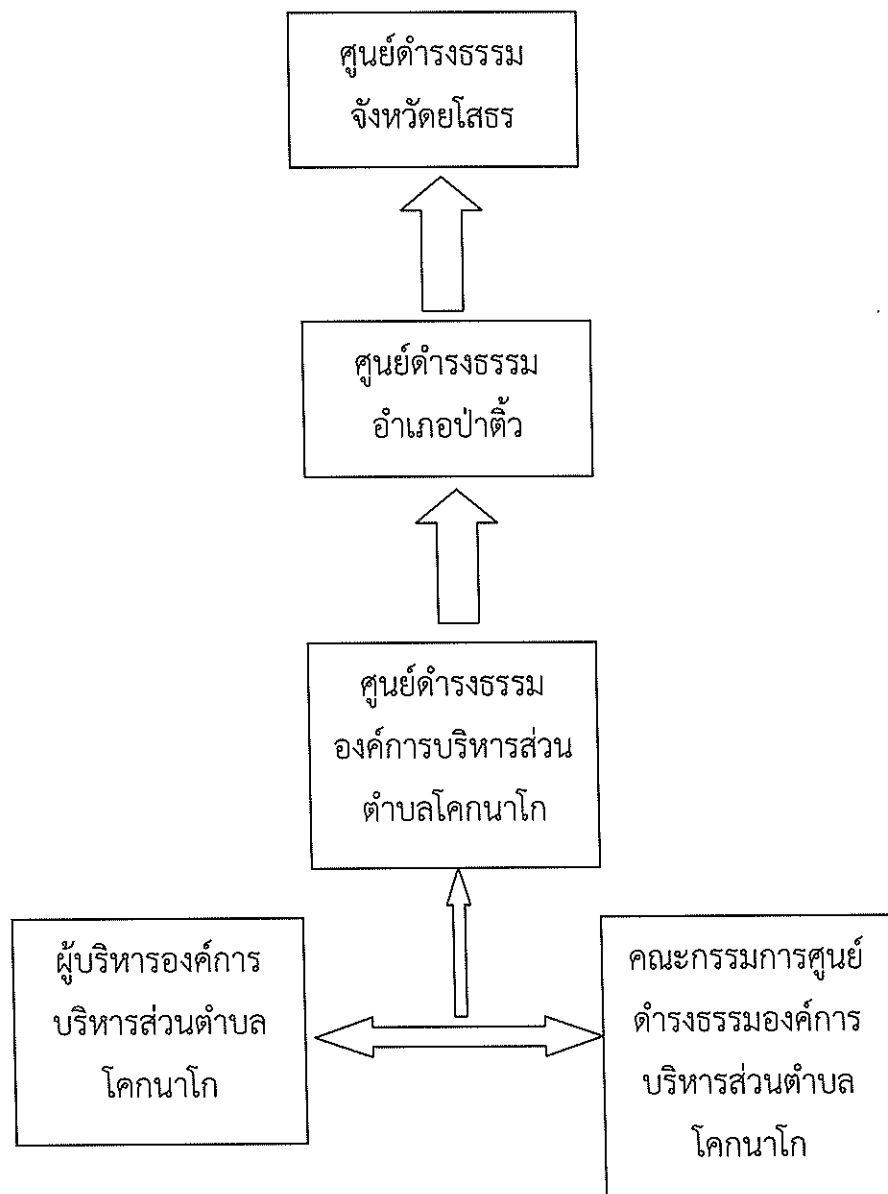 ศูนย์ดำรงธรรม
จังหวัดยโสธร
ศูนย์ดำรงธรรม
อำเภอป่าติ้ว
ศูนย์ดำรงธรรม
องค์การบริหารส่วน
ตำบลโคกนาโก
ผู้บริหารองค์การ
บริหารส่วนตำบล
โคกนาโก
คณะกรรมการศูนย์
ดำรงธรรมองค์การ
บริหารส่วนตำบล
โคกนาโก